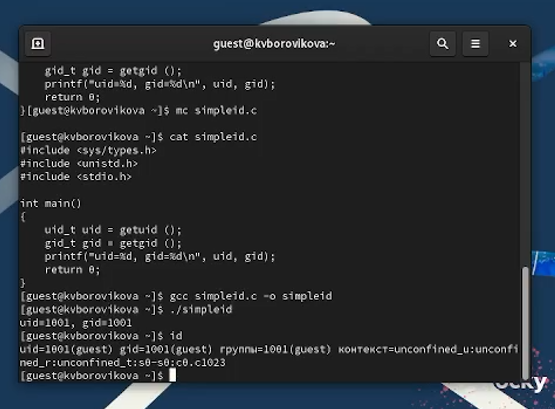 guest@kvborovikova:~
gid_t gid = getgid ();
printf("uid=%d, gid=%d\n", uid, gid);
return 0;
}[guest@kvborovikova ~]$ mc simpleid.c
[guest@kvborovikova ~]$ cat simpleid.c
#include <sys/types.h>
#include <unistd.h>
#include <stdio.h>
int main()
{
uid_t uid = getuid ();
gid_t gid = getgid ();
printf("uid=%d, gid=%d\n", uid, gid);
return 0;
}
[guest@kvborovikova ~]$ gcc simpleid.c -o simpleid
[guest@kvborovikova ~]$ ./simpleid
uid=1001, gid=1001
[guest@kvborovikova ~]$ id
uid=1001(guest) gid=1001(guest) группы=1001(guest) контекст=unconfined_u:unconfi
ned_r:unconfined_t:s0-s0:c0.c1023
[guest@kvborovikova ~]$